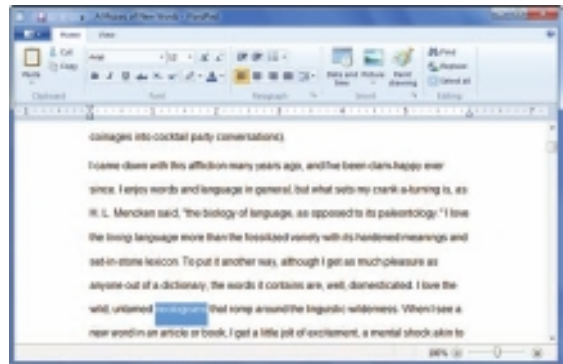 A Mazes of New Words - WordPad
Home View
Cut
Copy
Paste
Clipboard
Font
Paragraph
Picture
Paint drawing
Insert
Find
Replace
Select all
Editing
coinages into cocktail party conversations).
I came down with this affliction many years ago, and I've been clam-happy ever
since. I enjoy words and language in general, but what sets my crank a-turning is, as
H. L. Mencken said, "the biology of language, as opposed to its paleontology." I love
the living language more than the fossilized variety with its hardened meanings and
set-in-stone lexicon. To put it another way, although I get as much pleasure as
anyone out of a dictionary, the words it contains are, well, domesticated. I love the
wild, untamed neologisms that romp around the linguistic wilderness. When I see a
new word in an article or book, I get a little jolt of excitement, a mental shock akin to
100%